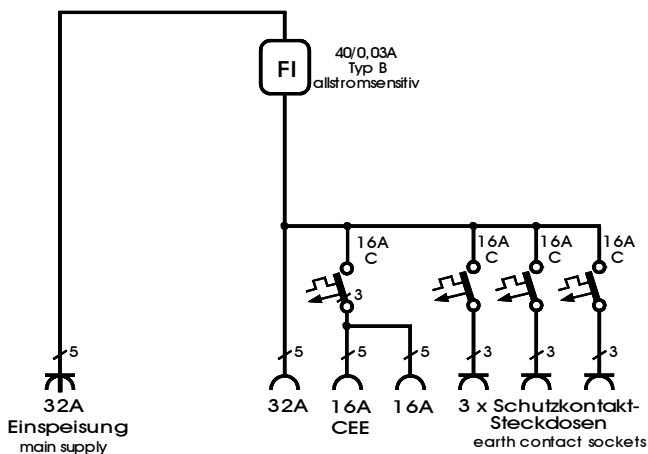 FI
40/0,03A
Typ B
allstromsensitiv
16A
C
16A
C
16A
C
16A
C
3
5
5
5
5
3
3
3
32A
Einspeisung
main supply
32A
16A
CEE
16A
3 x Schutzkontakt-
Steckdosen
earth contact sockets